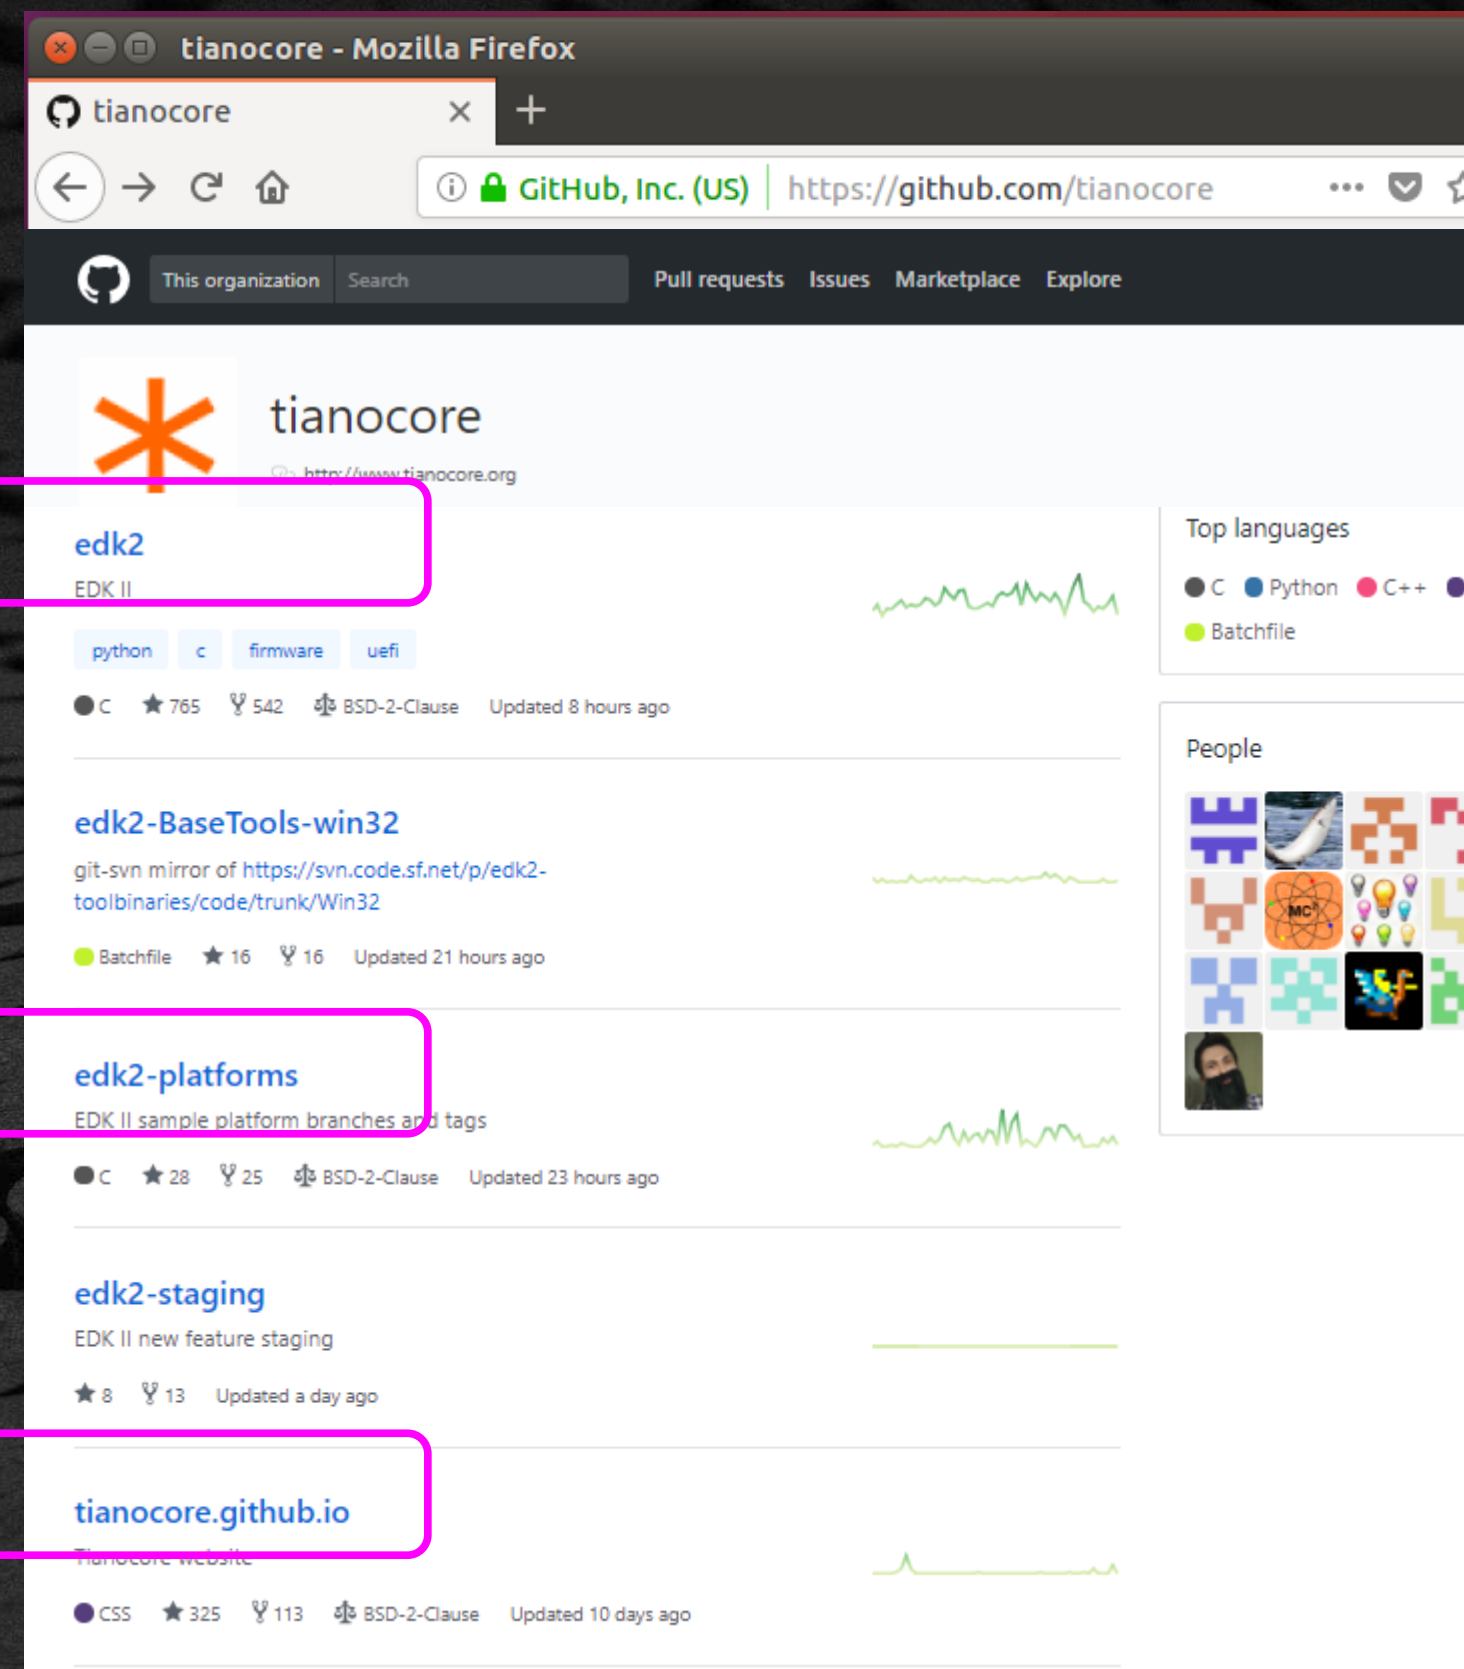 tianocore - Mozilla Firefox
tianocore
GitHub, Inc. (US) https://github.com/tianocore
This organization Search Pull requests Issues Marketplace Explore
tianocore
http://www.tianocore.org
edk2
EDK II
python c firmware uefi
C 765 542 BSD-2-Clause Updated 8 hours ago
edk2-BaseTools-win32
git-svn mirror of https://svn.code.sf.net/p/edk2-
toolbinaries/code/trunk/Win32
Batchfile 16 16 Updated 21 hours ago
edk2-platforms
EDK II sample platform branches and tags
C 28 25 BSD-2-Clause Updated 23 hours ago
edk2-staging
EDK II new feature staging
8 13 Updated a day ago
tianocore.github.io
Tianocore website
CSS 325 113 BSD-2-Clause Updated 10 days ago
Top languages
C Python C++
Batchfile
People
MC²